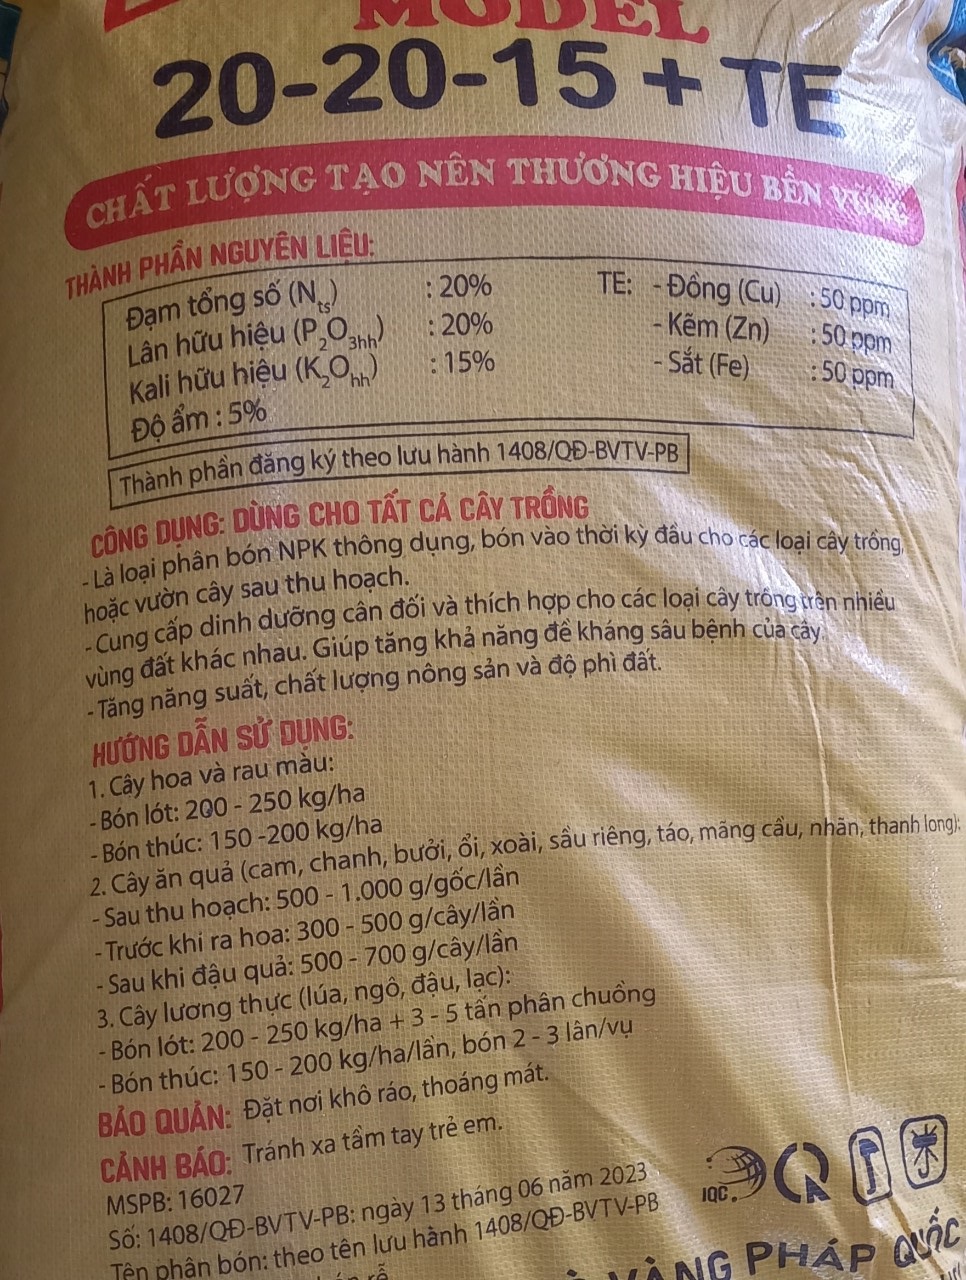 MODEL
20-20-15 + TE
CHẤT LƯỢNG TẠO NÊN THƯƠNG HIỆU BỀN VỮNG
THÀNH PHẦN NGUYÊN LIỆU:
Đạm tổng số (Nts) : 20% TE: - Đồng (Cu) : 50 ppm
Lân hữu hiệu (P2O3hh) : 20% - Kẽm (Zn) : 50 ppm
Kali hữu hiệu (K2Ohh) : 15% - Sắt (Fe) : 50 ppm
Độ ẩm : 5%
Thành phần đăng ký theo lưu hành 1408/QĐ-BVTV-PB
CÔNG DỤNG: DÙNG CHO TẤT CẢ CÂY TRỒNG
- Là loại phân bón NPK thông dụng, bón vào thời kỳ đầu cho các loại cây trồng,
hoặc vườn cây sau thu hoạch.
- Cung cấp dinh dưỡng cân đối và thích hợp cho các loại cây trồng trên nhiều
vùng đất khác nhau. Giúp tăng khả năng đề kháng sâu bệnh của cây.
- Tăng năng suất, chất lượng nông sản và độ phì đất.
HƯỚNG DẪN SỬ DỤNG:
1. Cây hoa và rau màu:
- Bón lót: 200 - 250 kg/ha
- Bón thúc: 150 -200 kg/ha
2. Cây ăn quả (cam, chanh, bưởi, ổi, xoài, sầu riêng, táo, mãng cầu, nhãn, thanh long):
- Sau thu hoạch: 500 - 1.000 g/gốc/lần
- Trước khi ra hoa: 300 - 500 g/cây/lần
- Sau khi đậu quả: 500 - 700 g/cây/lần
3. Cây lương thực (lúa, ngô, đậu, lạc):
- Bón lót: 200 - 250 kg/ha + 3 - 5 tấn phân chuồng
- Bón thúc: 150 - 200 kg/ha/lần, bón 2 - 3 lân/vụ
BẢO QUẢN: Đặt nơi khô ráo, thoáng mát.
CẢNH BÁO: Tránh xa tầm tay trẻ em.
MSPB: 16027
Số: 1408/QĐ-BVTV-PB: ngày 13 tháng 06 năm 2023
IQC
Tên phân bón: theo tên lưu hành 1408/QĐ-BVTV-PB
VÀNG PHÁP QUỐC